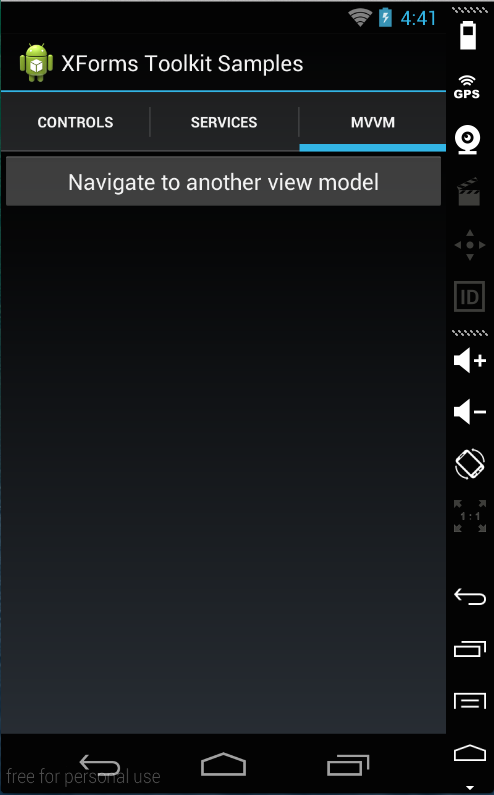 4:41
XForms Toolkit Samples
CONTROLS SERVICES MVVM
Navigate to another view model
free for personal use
GPS
ID
1:1